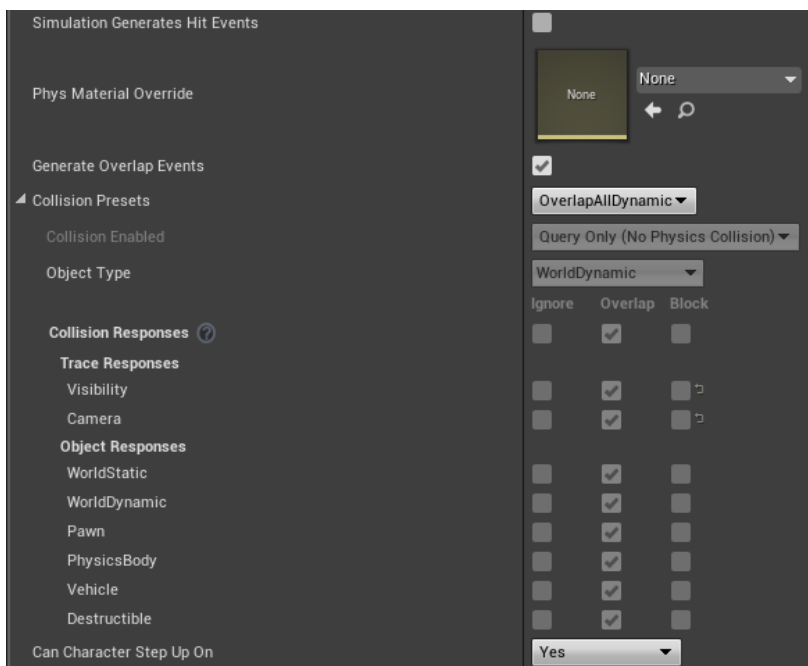 Simulation Generates Hit Events
Phys Material Override
None
None
Generate Overlap Events
Collision Presets
OverlapAllDynamic
Collision Enabled
Query Only (No Physics Collision)
Object Type
WorldDynamic
Ignore Overlap Block
Collision Responses ?
Trace Responses
Visibility
Camera
Object Responses
WorldStatic
WorldDynamic
Pawn
PhysicsBody
Vehicle
Destructible
Can Character Step Up On
Yes